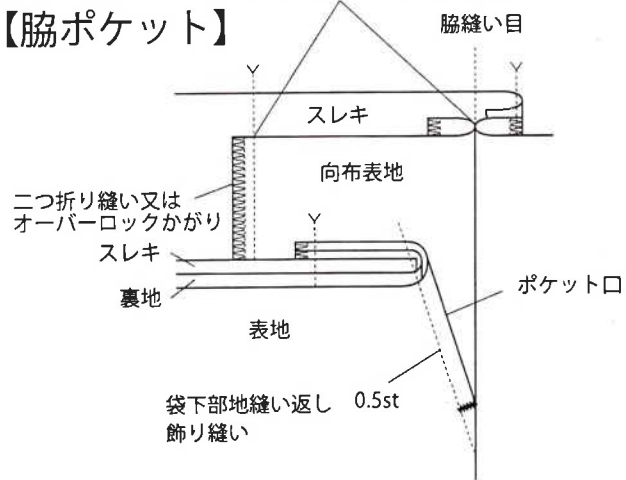 【脇ポケット】
脇縫い目
スレキ
向布表地
二つ折り縫い又は
オーバーロックかがり
スレキ
裏地
表地
ポケット口
0.5st
袋下部地縫い返し
飾り縫い